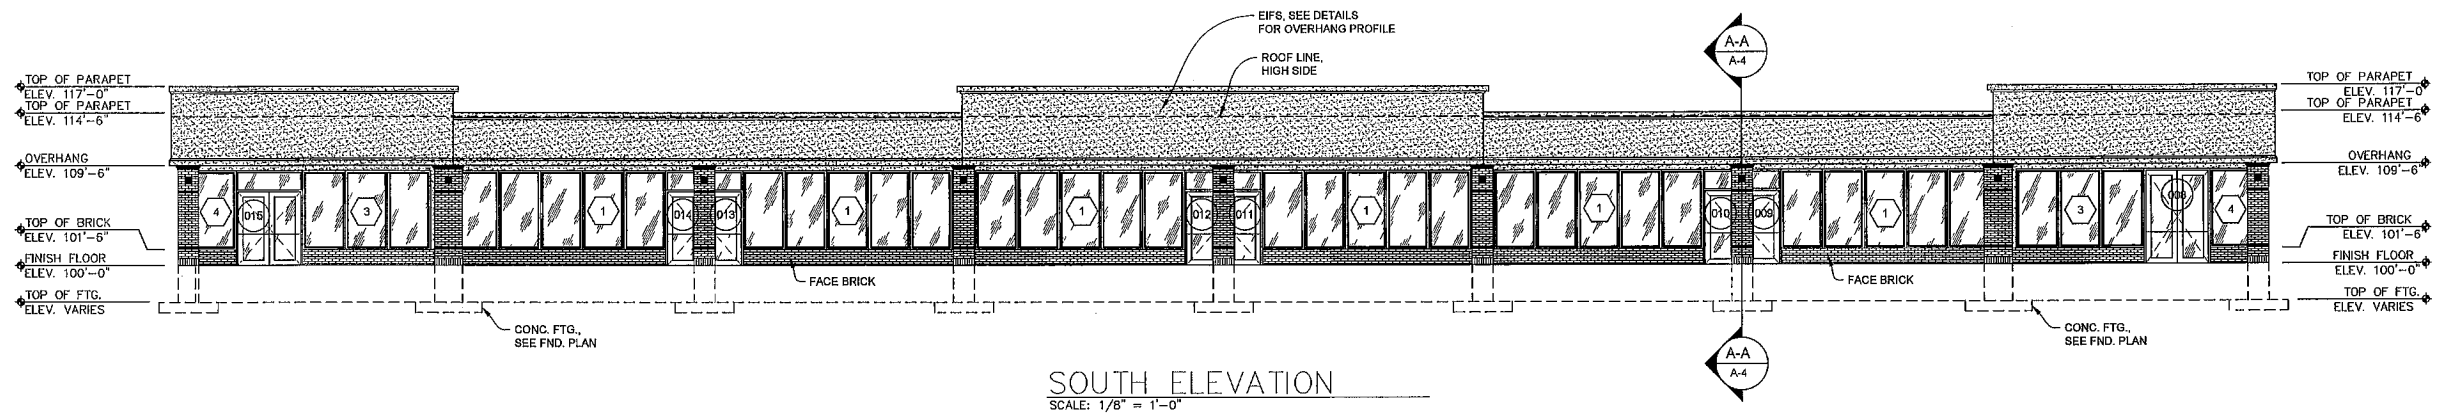 EIFS, SEE DETAILS
FOR OVERHANG PROFILE
ROOF LINE,
HIGH SIDE
A-A
A-4
TOP OF PARAPET
ELEV. 117'-0"
TOP OF PARAPET
ELEV. 114'-6"
OVERHANG
ELEV. 109'-6"
TOP OF BRICK
ELEV. 101'-6"
FINISH FLOOR
ELEV. 100'-0"
TOP OF FTG.
ELEV. VARIES
TOP OF PARAPET
ELEV. 117'-0
TOP OF PARAPET
ELEV. 114'-6
OVERHANG
ELEV. 109'-6
TOP OF BRICK
ELEV. 101'-6
FINISH FLOOR
ELEV. 100'-0"
TOP OF FTG.
ELEV. VARIES
4 015 3 1 014 013 1 1 012 011 1 1 010 009 1 3 008 4
FACE BRICK
FACE BRICK
CONC. FTG.,
SEE FND. PLAN
CONC. FTG.,
SEE FND. PLAN
A-A
A-4
SOUTH ELEVATION
SCALE: 1/8" = 1'-0"